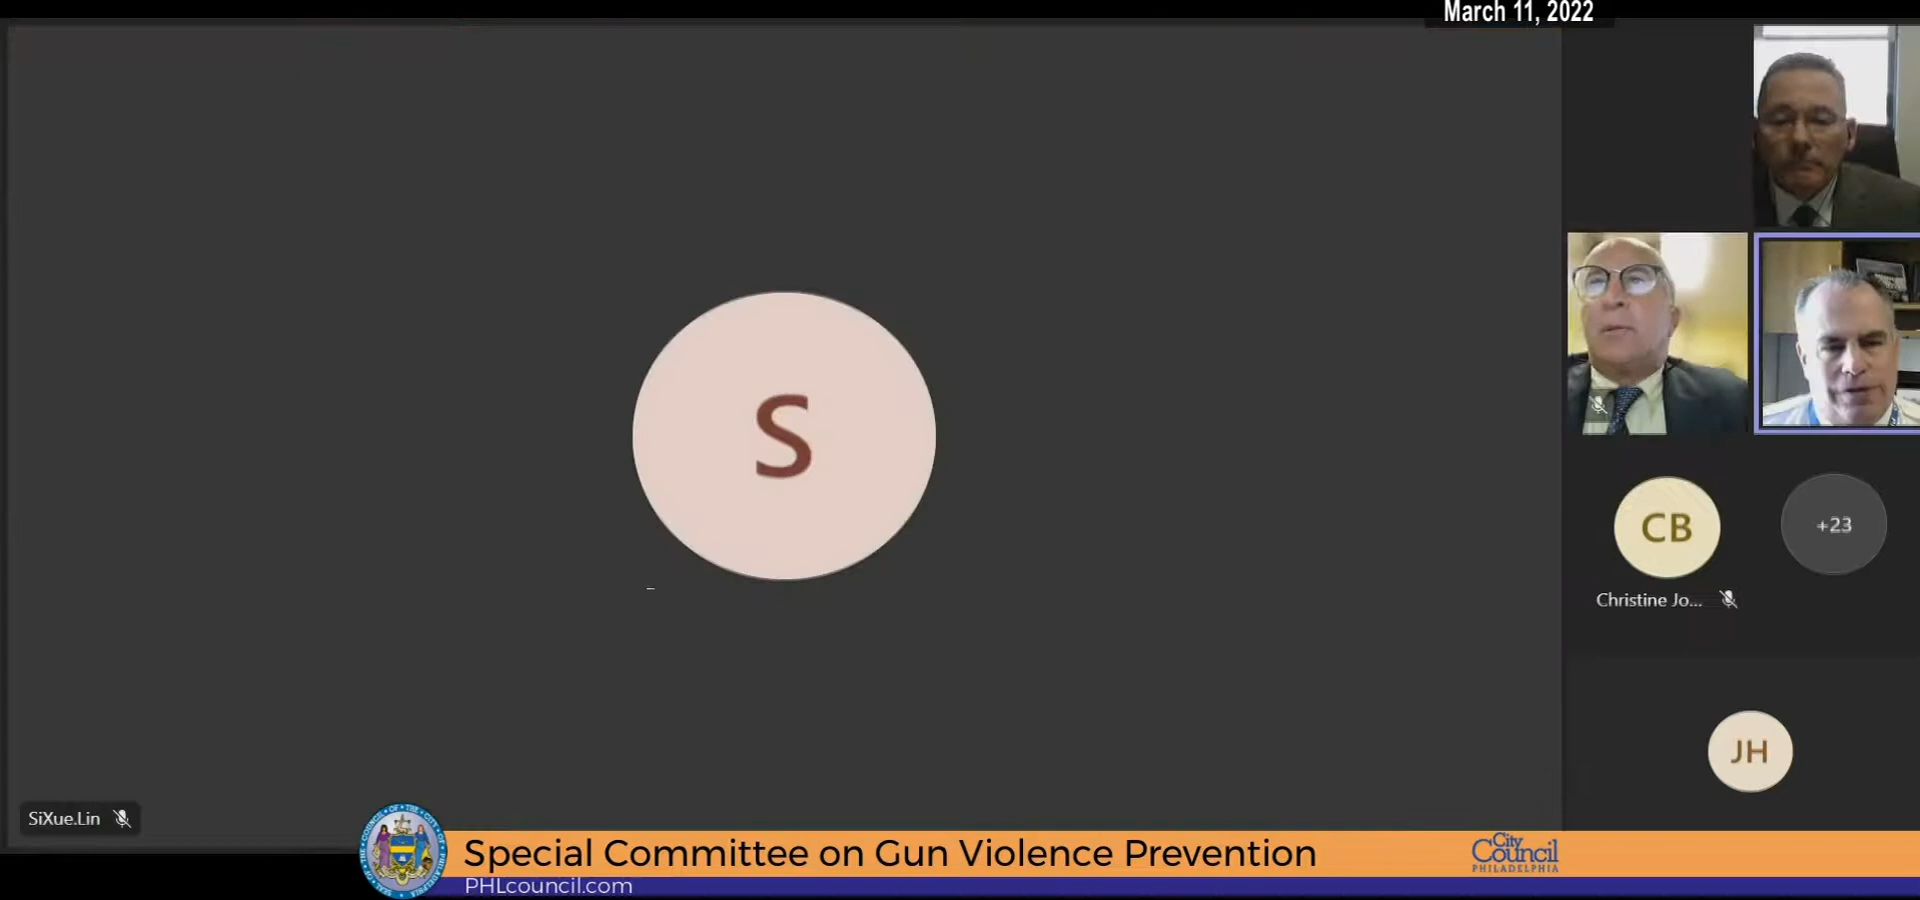 March 11, 2022
S
CB
+23
Christine Jo...
JH
SiXue.Lin
Special Committee on Gun Violence Prevention
City
Council
PHILADELPHIA
PHLcouncil.com